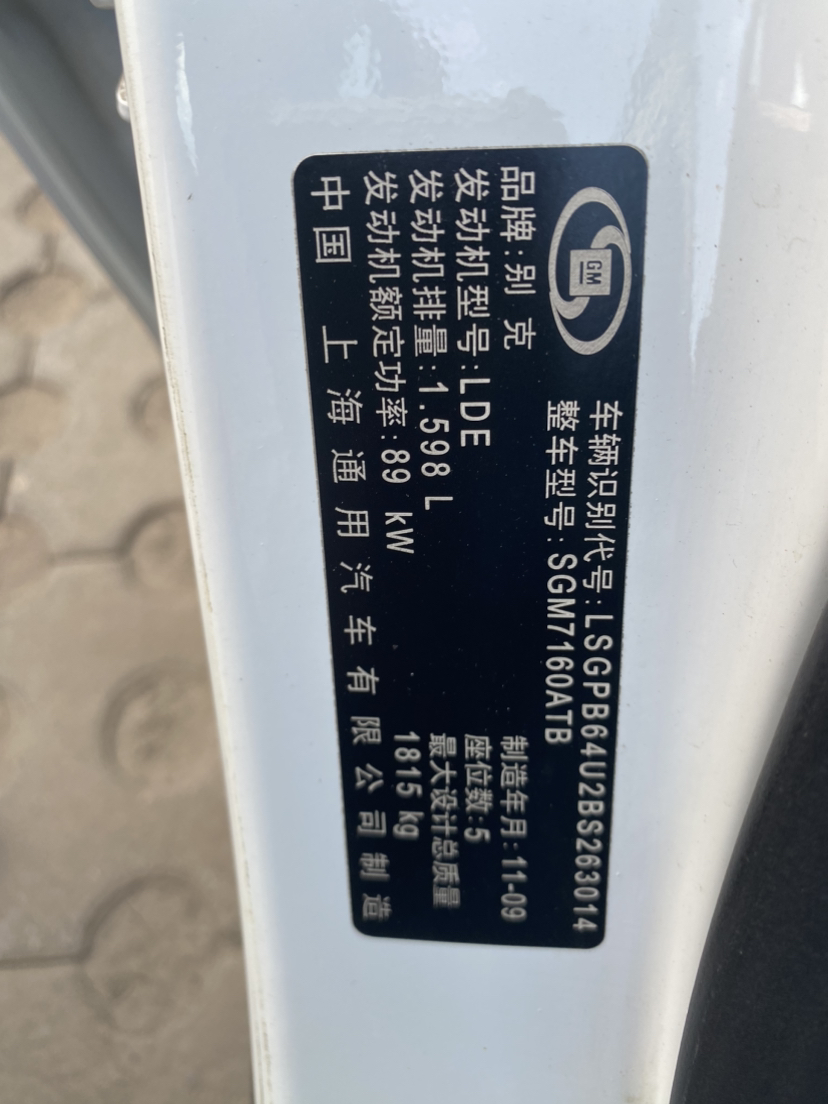 GM
车辆识别代号:LSGPB64U2BS263014
整车型号:SGM7160ATB
品牌:别克 制造年月:11-09
发动机型号:LDE 座位数:5
发动机排量:1.598 L 最大设计总质量
发动机额定功率:89 kW 1815 kg
中国 上海通用汽车有限公司制造